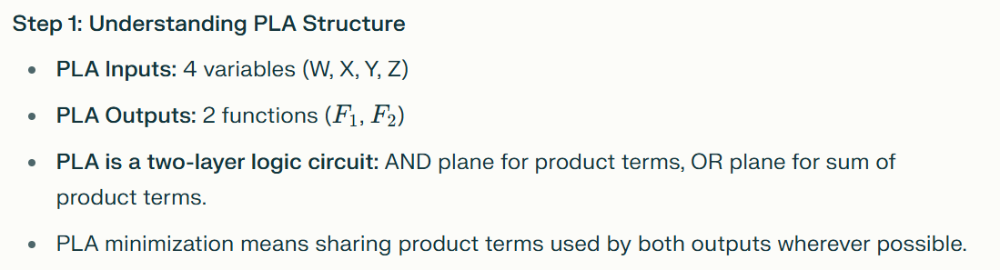 Step 1: Understanding PLA Structure
• PLA Inputs: 4 variables (W, X, Y, Z)
• PLA Outputs: 2 functions (F₁, F₂)
• PLA is a two-layer logic circuit: AND plane for product terms, OR plane for sum of
product terms.
• PLA minimization means sharing product terms used by both outputs wherever possible.